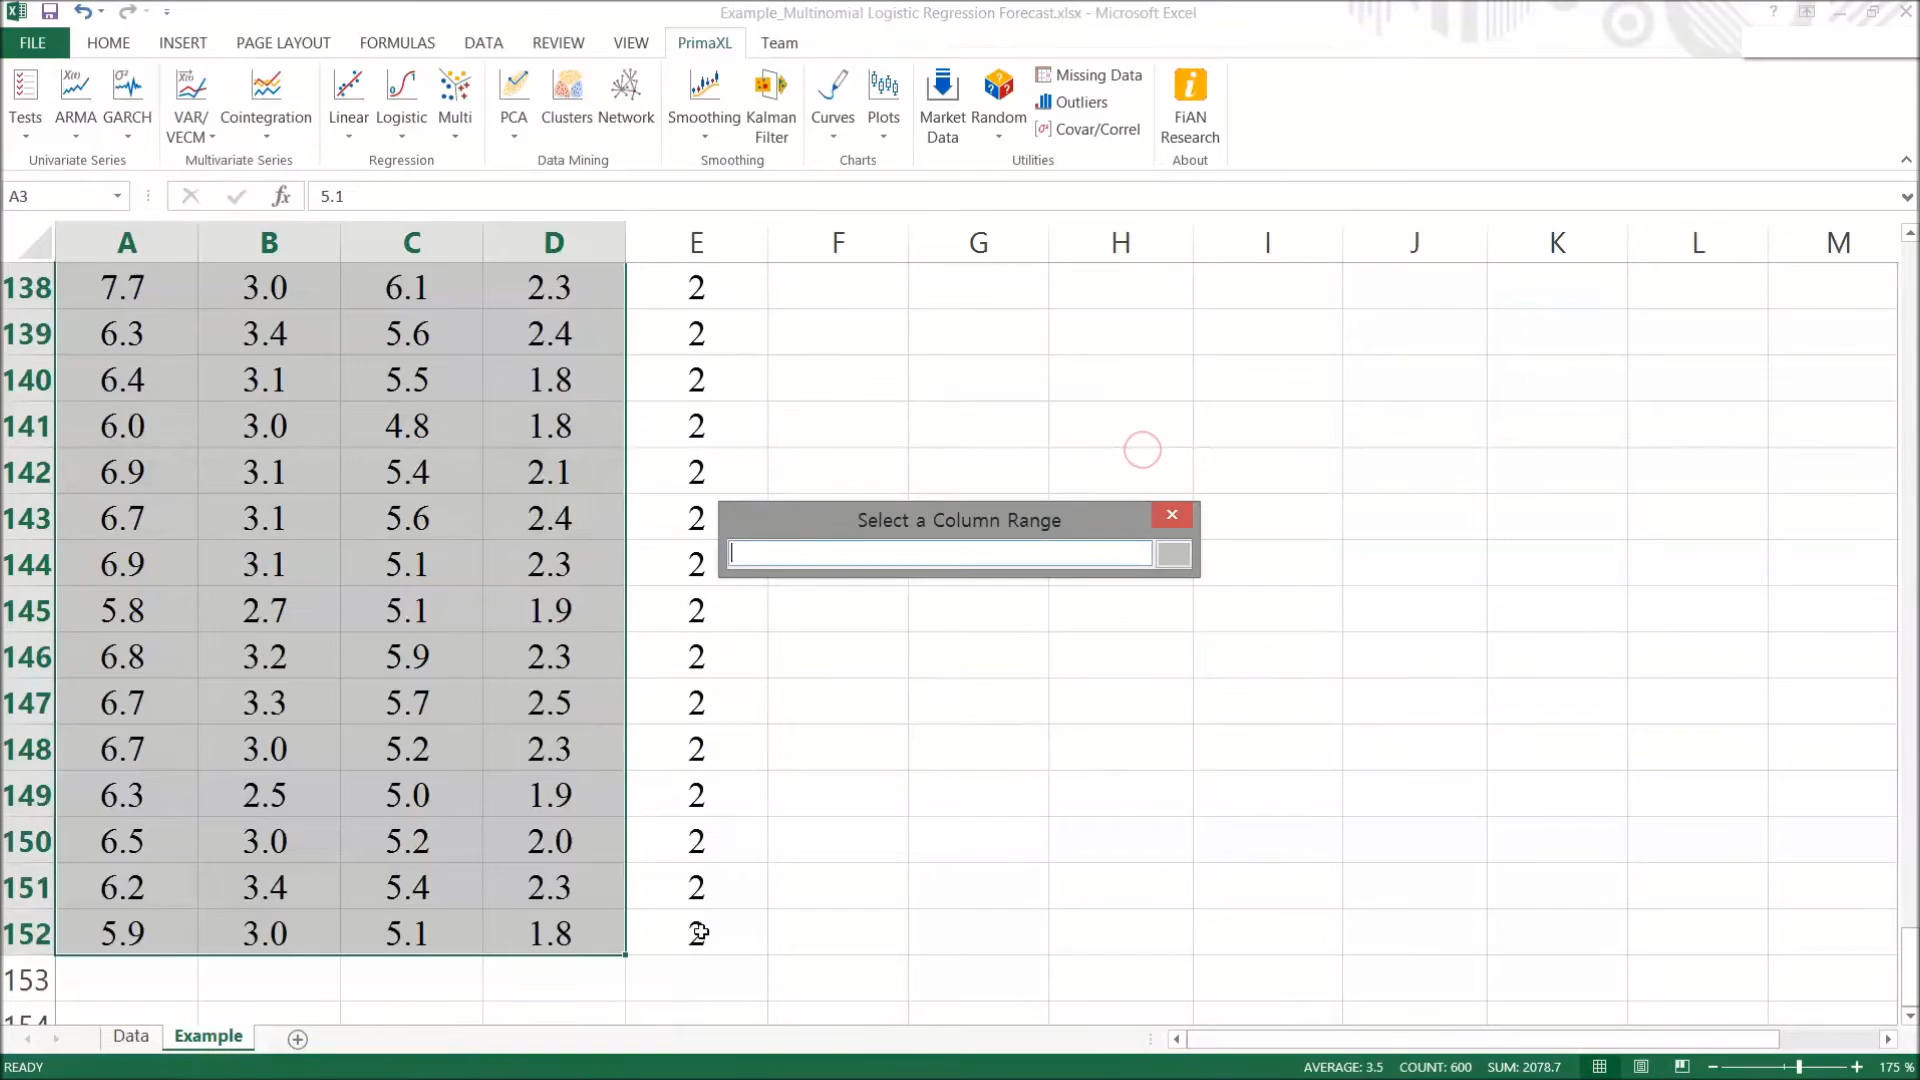 Example_Multinomial Logistic Regression Forecast.xlsx - Microsoft Excel
FILE HOME INSERT PAGE LAYOUT FORMULAS DATA REVIEW VIEW PrimaXL Team
Tests ARMA GARCH VAR/ VECM Cointegration Linear Logistic Multi PCA Clusters Network Smoothing Kalman Filter Curves Plots Market Data Random Missing Data Outliers Covar/Correl FiAN Research
Univariate Series Multivariate Series Regression Data Mining Smoothing Charts Utilities About
A3 fx 5.1
A B C D E F G H I J K L M
138 7.7 3.0 6.1 2.3 2
139 6.3 3.4 5.6 2.4 2
140 6.4 3.1 5.5 1.8 2
141 6.0 3.0 4.8 1.8 2
142 6.9 3.1 5.4 2.1 2
143 6.7 3.1 5.6 2.4 2
Select a Column Range
144 6.9 3.1 5.1 2.3 2
145 5.8 2.7 5.1 1.9 2
146 6.8 3.2 5.9 2.3 2
147 6.7 3.3 5.7 2.5 2
148 6.7 3.0 5.2 2.3 2
149 6.3 2.5 5.0 1.9 2
150 6.5 3.0 5.2 2.0 2
151 6.2 3.4 5.4 2.3 2
152 5.9 3.0 5.1 1.8 2
153
154
Data Example
READY AVERAGE: 3.5 COUNT: 600 SUM: 2078.7 175 %